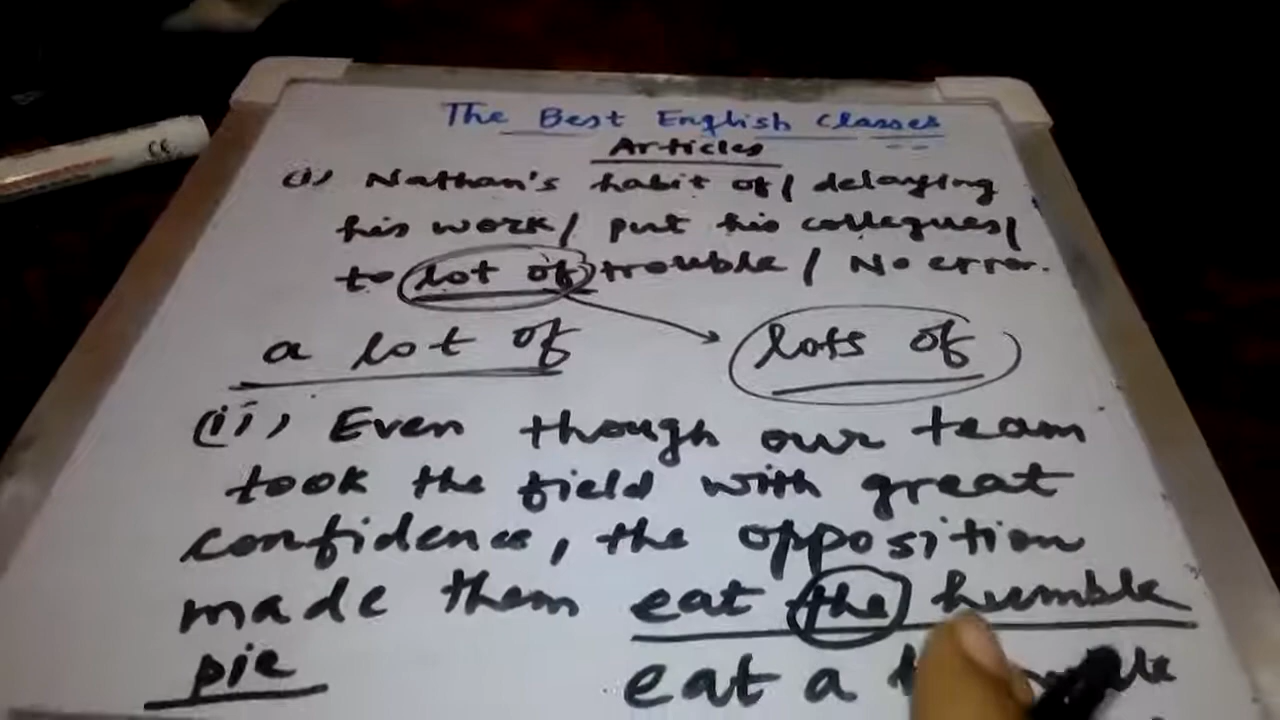 The Best English Classes
Articles
(i) Nathan's habit of / delaying
his work / put his collegues /
to lot of trouble / No error.
a lot of lots of
(ii) Even though our team
took the field with great
confidence, the opposition
made them eat the humble
pie eat a
CE